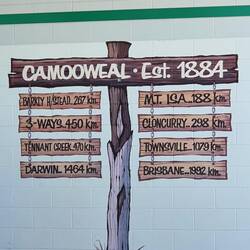 CAMOOWEAL · Est. 1884
BARKLY H/STEAD. 267 km.
3-WAYS. 450 km
TENNANT CREEK. 470 km.
DARWIN. 1464 km.
MT. ISA. 188 km.
CLONCURRY. 298 km.
TOWNSVILLE. 1079 km.
BRISBANE. 1992 km.